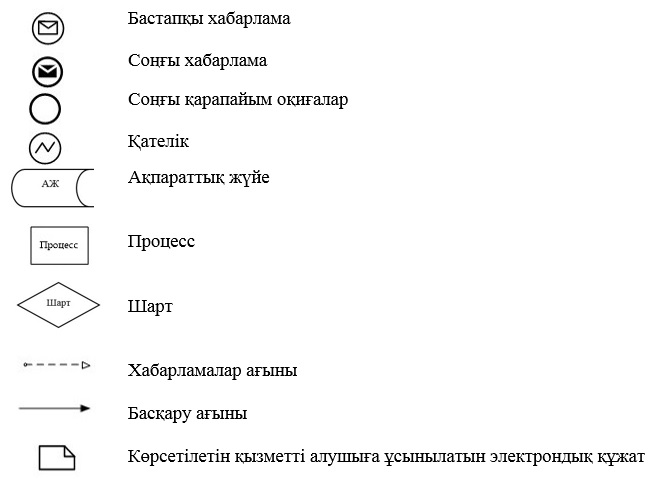 Бастапқы хабарлама
Соңғы хабарлама
Соңғы қарапайым оқиғалар
Қателік
АЖ Ақпараттық жүйе
Процесс Процесс
Шарт Шарт
Хабарламалар ағыны
Басқару ағыны
Көрсетілетін қызметті алушыға ұсынылатын электрондық құжат